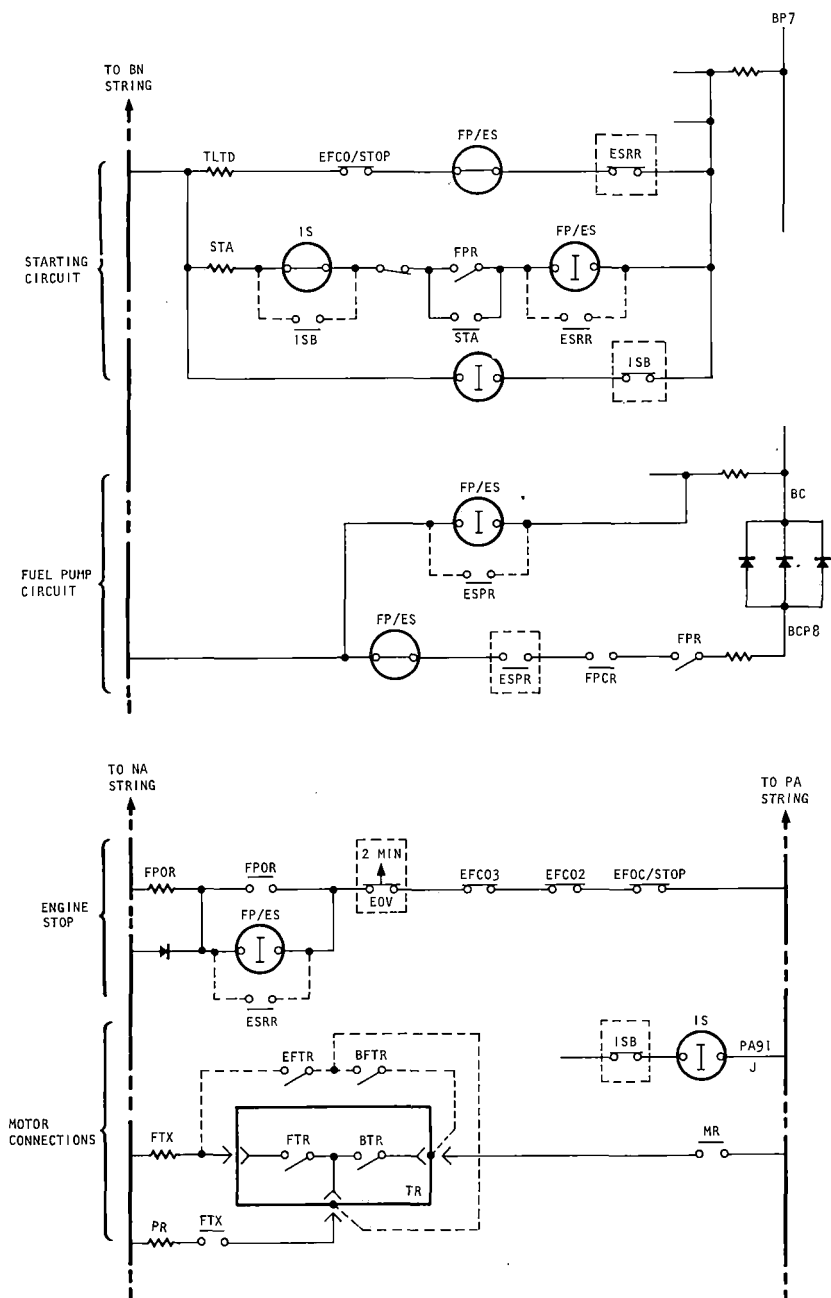 BP7
TO BN
STRING
TLTD EFCO/STOP FP/ES ESRR
STARTING
CIRCUIT
STA IS FPR FP/ES
I
ISB STA ESRR
I ISB
FUEL PUMP
CIRCUIT
FP/ES
I
BC
ESPR
BCP8
FP/ES ESPR FPCR FPR
TO NA
STRING
TO PA
STRING
ENGINE
STOP
FPOR FPOR 2 MIN
EOV EFCO3 EFCO2 EFOC/STOP
FP/ES
I
ESRR
MOTOR
CONNECTIONS
ISB IS
I PA91
J
EFTR BFTR
FTX FTR BTR MR
TR
PR FTX